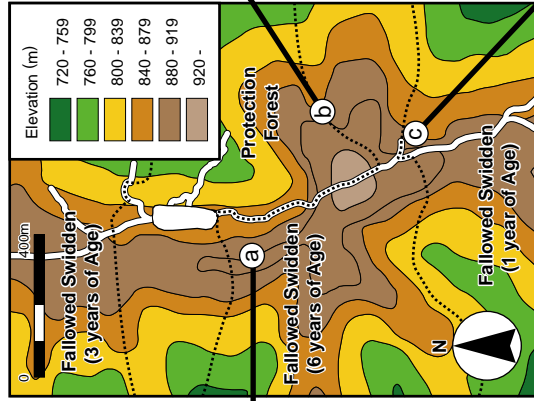 Elevation (m)
720 - 759
760 - 799
800 - 839
840 - 879
880 - 919
920 -
0
400m
Fallowed Swidden
(3 years of Age)
Protection
Forest
a
b
c
Fallowed Swidden
(6 years of Age)
Fallowed Swidden
(1 year of Age)
N